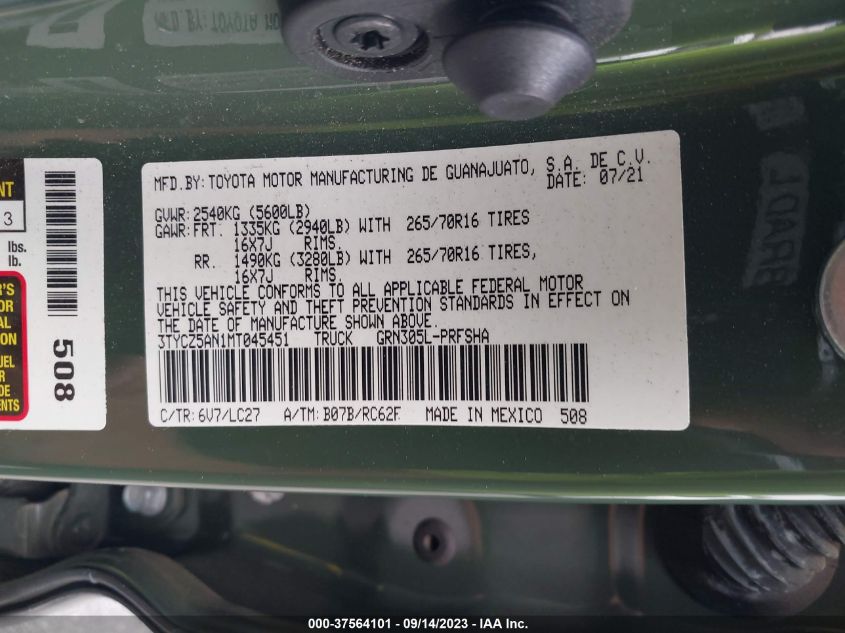 MFD.BY:TOYOTA MOTOR MANUFACTURING DE GUANAJUATO, S.A. DE C.V.
DATE: 07/21
GVWR:2540KG (5600LB)
GAWR:FRT. 1335KG (2940LB) WITH 265/70R16 TIRES
16X7J RIMS.
RR. 1490KG (3280LB) WITH 265/70R16 TIRES,
16X7J RIMS.
THIS VEHICLE CONFORMS TO ALL APPLICABLE FEDERAL MOTOR
VEHICLE SAFETY AND THEFT PREVENTION STANDARDS IN EFFECT ON
THE DATE OF MANUFACTURE SHOWN ABOVE.
3TYCZ5AN1MT045451 TRUCK GRN305L-PRFSHA
C/TR:6V7/LC27 A/TM:B07B/RC62F MADE IN MEXICO 508
NT
3
lbs.
lb.
508
000-37564101 - 09/14/2023 - IAA Inc.